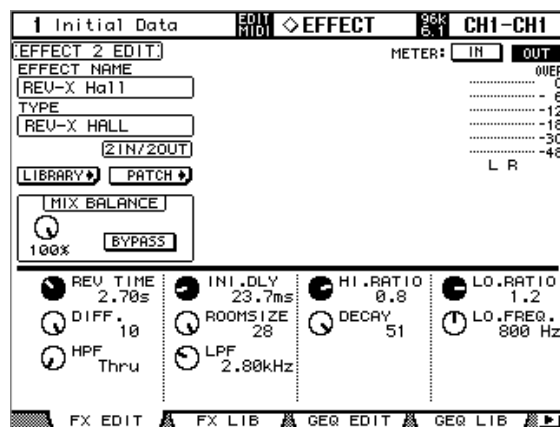 1 Initial Data EDIT MIDI ◇EFFECT 96k 6.1 CH1-CH1
EFFECT 2 EDIT METER: IN OUT
EFFECT NAME
REV-X Hall
TYPE
REV-X HALL
2IN/2OUT
LIBRARY PATCH
OVER
0
- 6
-12
-18
-30
-48
L R
MIX BALANCE
100% BYPASS
REV TIME 2.70s INI.DLY 23.7ms HI.RATIO 0.8 LO.RATIO 1.2
DIFF. 10 ROOMSIZE 28 DECAY 51 LO.FREQ. 800 Hz
HPF Thru LPF 2.80kHz
FX EDIT FX LIB GEQ EDIT GEQ LIB